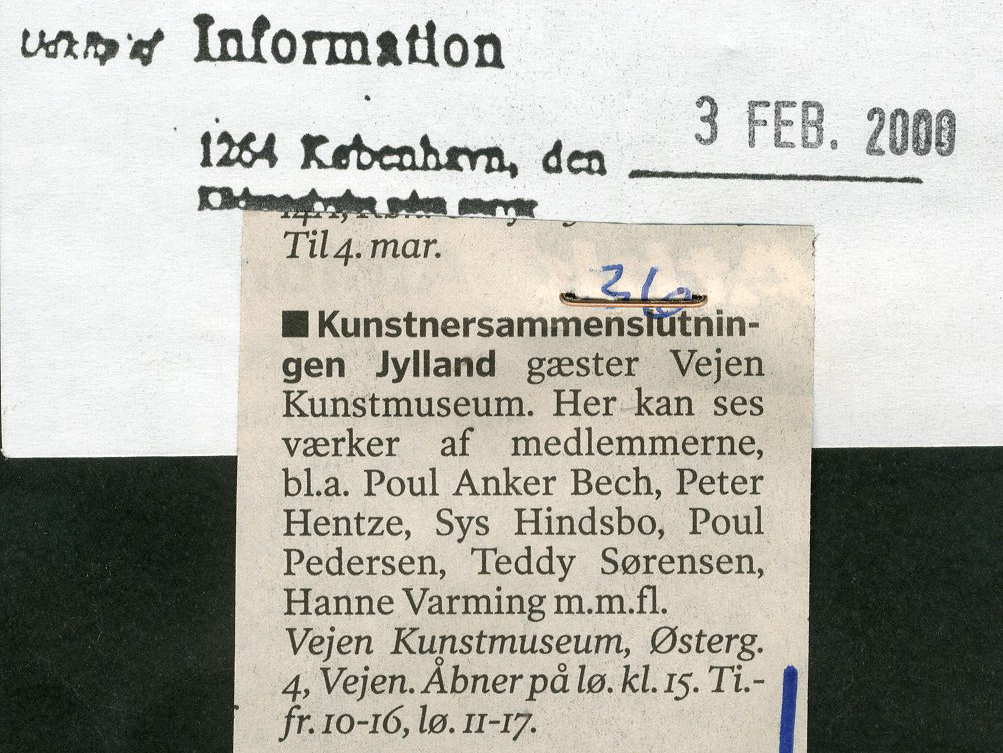 Udklip af Information
3 FEB. 2000
1264 København, den
Til 4. mar.
36
■ Kunstnersammenslutnin-
gen Jylland gæster Vejen
Kunstmuseum. Her kan ses
værker af medlemmerne,
bl.a. Poul Anker Bech, Peter
Hentze, Sys Hindsbo, Poul
Pedersen, Teddy Sørensen,
Hanne Varming m.m.fl.
Vejen Kunstmuseum, Østerg.
4, Vejen. Åbner på lø. kl. 15. Ti.-
fr. 10-16, lø. 11-17.